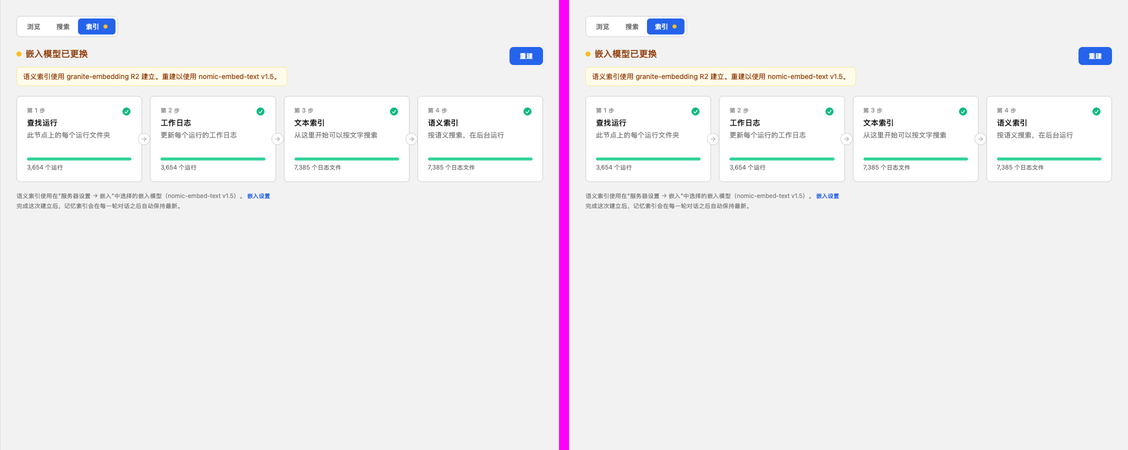 浏览 搜索 索引
嵌入模型已更换
重建
语义索引使用 granite-embedding R2 建立。重建以使用 nomic-embed-text v1.5。
第 1 步
查找运行
此节点上的每个运行文件夹
3,654 个运行
第 2 步
工作日志
更新每个运行的工作日志
3,654 个运行
第 3 步
文本索引
从这里开始可以按文字搜索
7,385 个日志文件
第 4 步
语义索引
按语义搜索，在后台运行
7,385 个日志文件
语义索引使用在"服务器设置 → 嵌入"中选择的嵌入模型（nomic-embed-text v1.5）。 嵌入设置
完成这次建立后，记忆索引会在每一轮对话之后自动保持最新。
浏览 搜索 索引
嵌入模型已更换
重建
语义索引使用 granite-embedding R2 建立。重建以使用 nomic-embed-text v1.5。
第 1 步
查找运行
此节点上的每个运行文件夹
3,654 个运行
第 2 步
工作日志
更新每个运行的工作日志
3,654 个运行
第 3 步
文本索引
从这里开始可以按文字搜索
7,385 个日志文件
第 4 步
语义索引
按语义搜索，在后台运行
7,385 个日志文件
语义索引使用在"服务器设置 → 嵌入"中选择的嵌入模型（nomic-embed-text v1.5）。 嵌入设置
完成这次建立后，记忆索引会在每一轮对话之后自动保持最新。